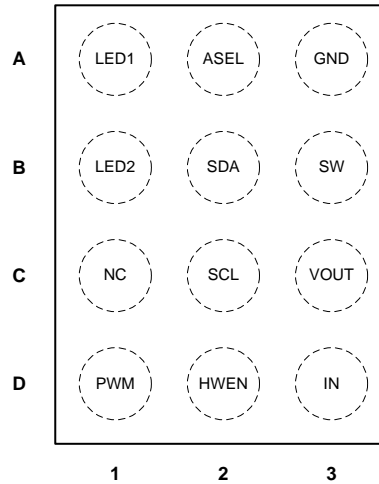 A LED1 ASEL GND
B LED2 SDA SW
C NC SCL VOUT
D PWM HWEN IN
1 2 3